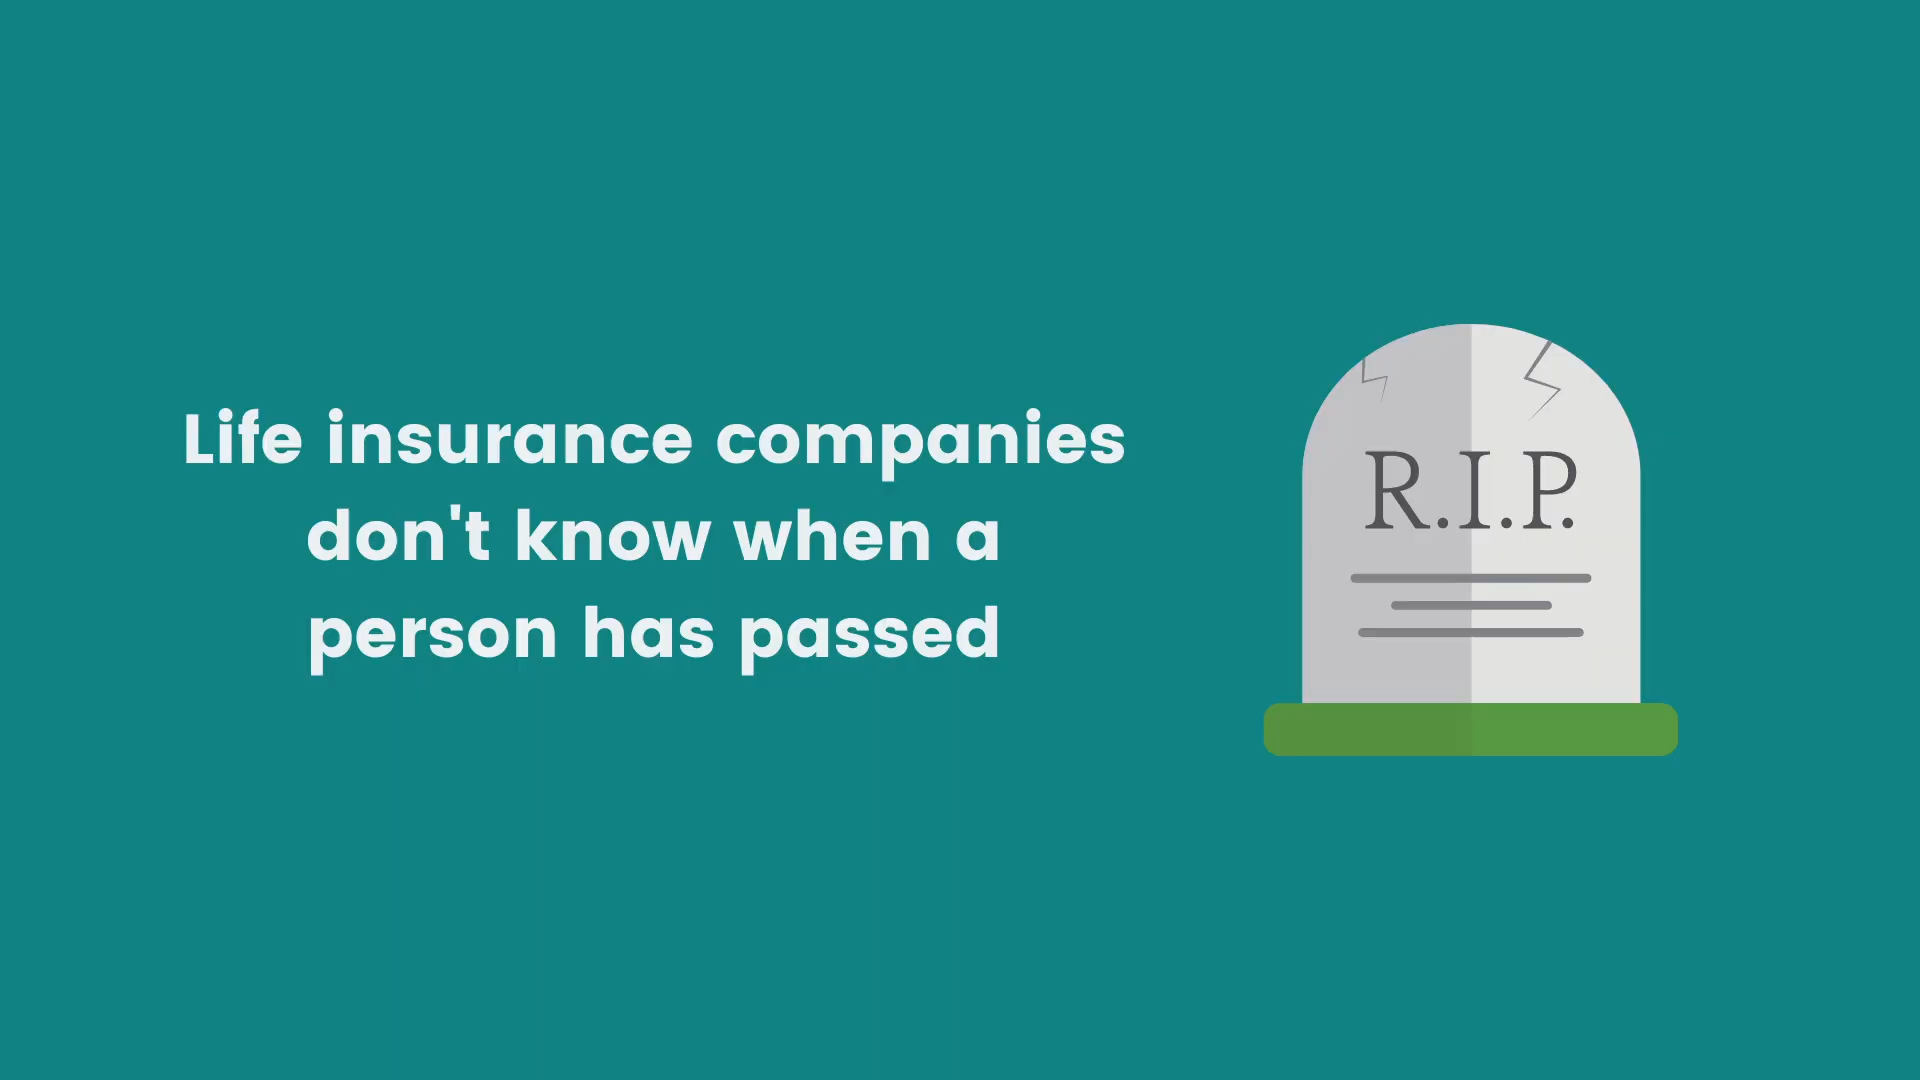 Life insurance companies
don't know when a
person has passed
R.I.P.